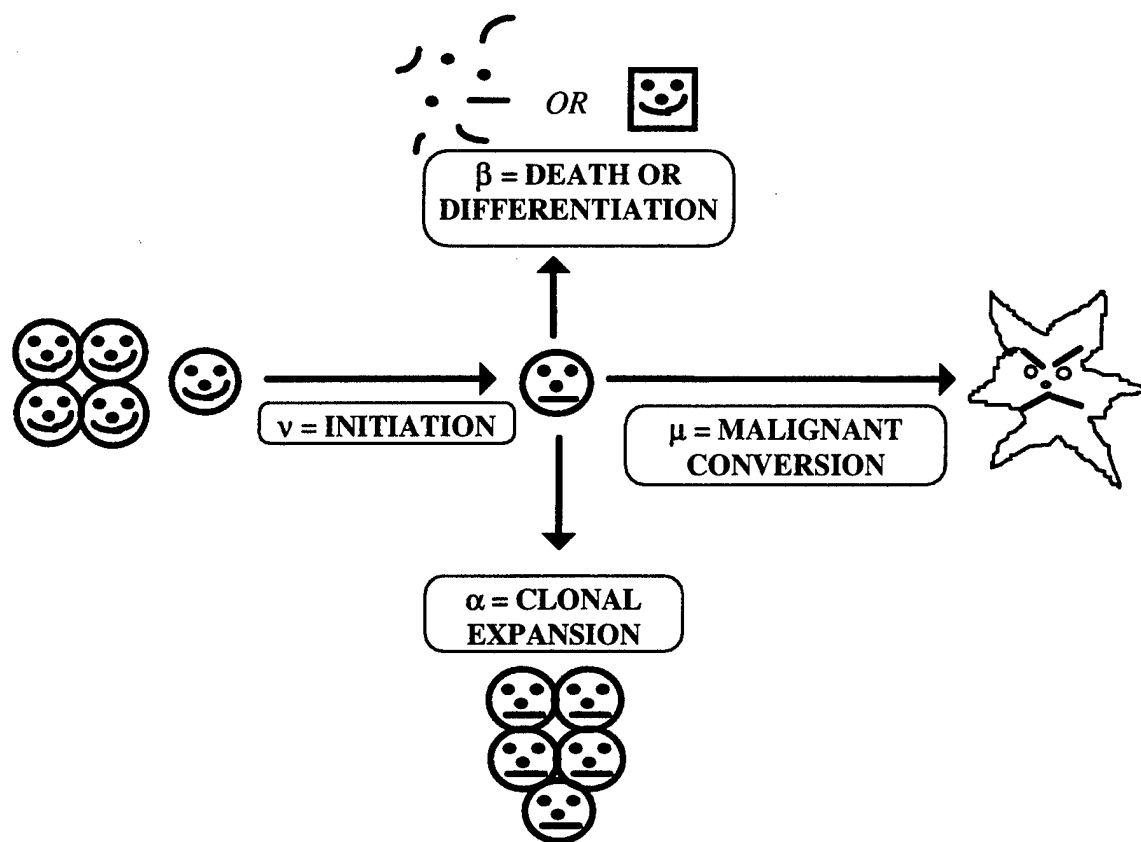 OR
β = DEATH OR
DIFFERENTIATION
ν = INITIATION
μ = MALIGNANT
CONVERSION
α = CLONAL
EXPANSION